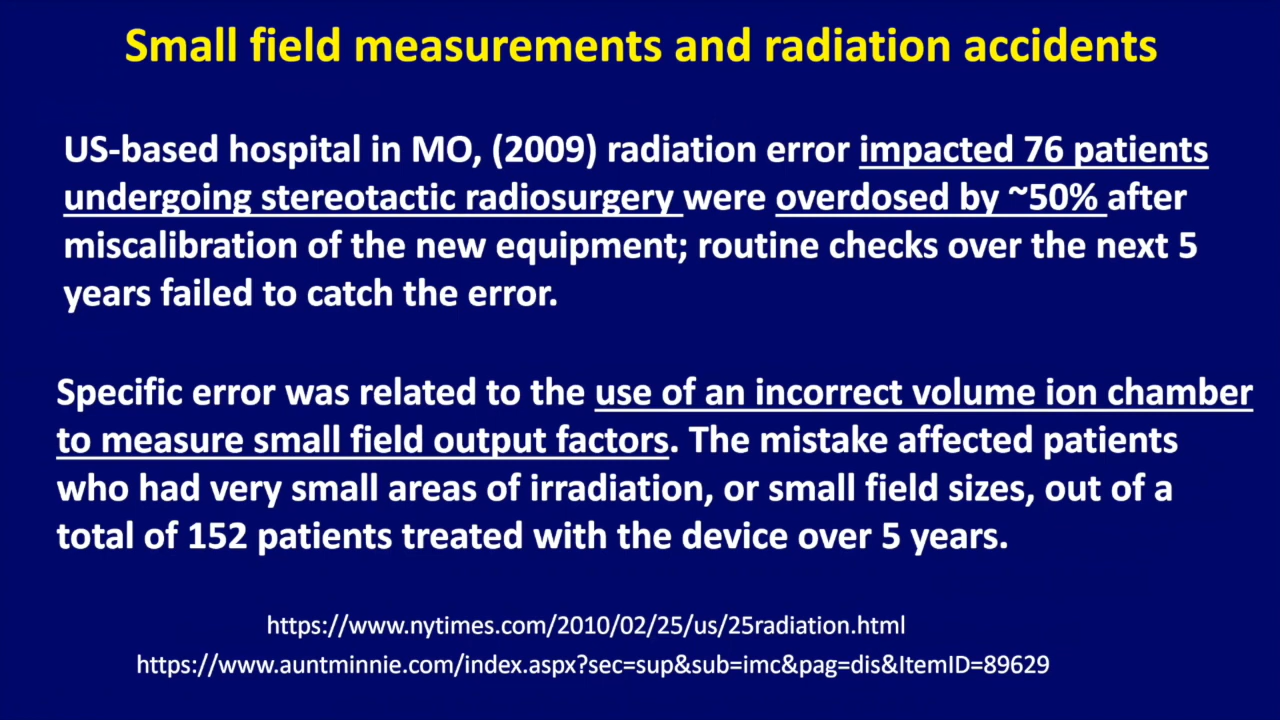 Small field measurements and radiation accidents
US-based hospital in MO, (2009) radiation error impacted 76 patients
undergoing stereotactic radiosurgery were overdosed by ~50% after
miscalibration of the new equipment; routine checks over the next 5
years failed to catch the error.
Specific error was related to the use of an incorrect volume ion chamber
to measure small field output factors. The mistake affected patients
who had very small areas of irradiation, or small field sizes, out of a
total of 152 patients treated with the device over 5 years.
https://www.nytimes.com/2010/02/25/us/25radiation.html
https://www.auntminnie.com/index.aspx?sec=sup&sub=imc&pag=dis&ItemID=89629